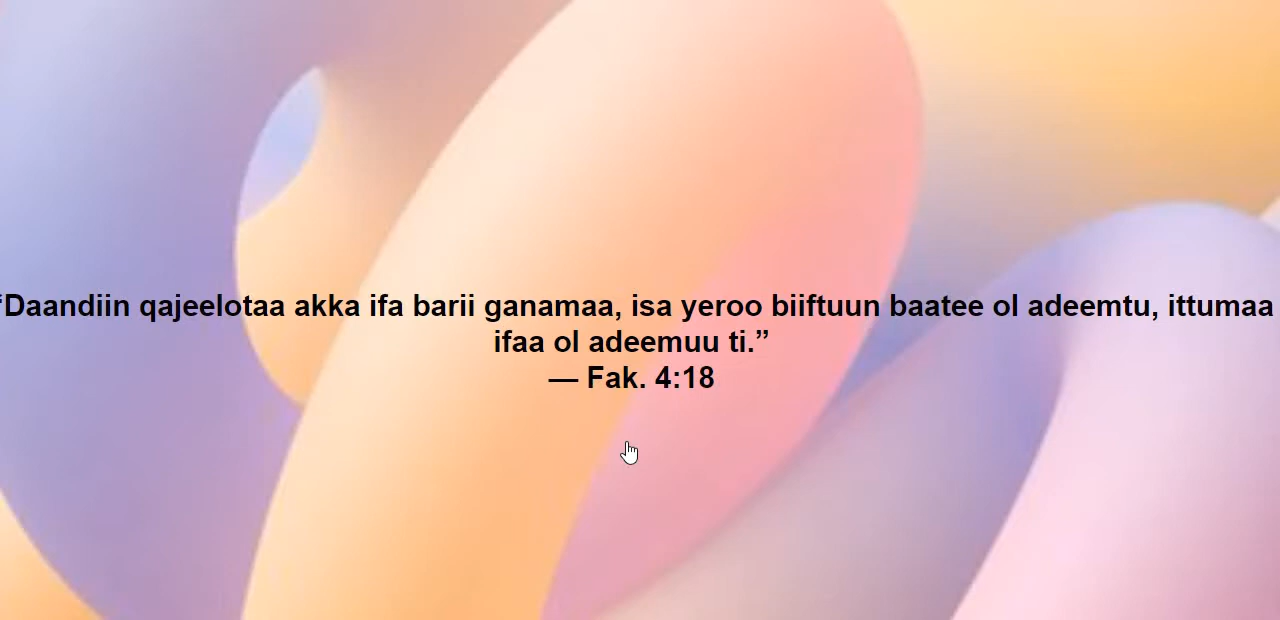 “Daandiin qajeelotaa akka ifa barii ganamaa, isa yeroo biiftuun baatee ol adeemtu, ittumaa
ifaa ol adeemuu ti.”
— Fak. 4:18